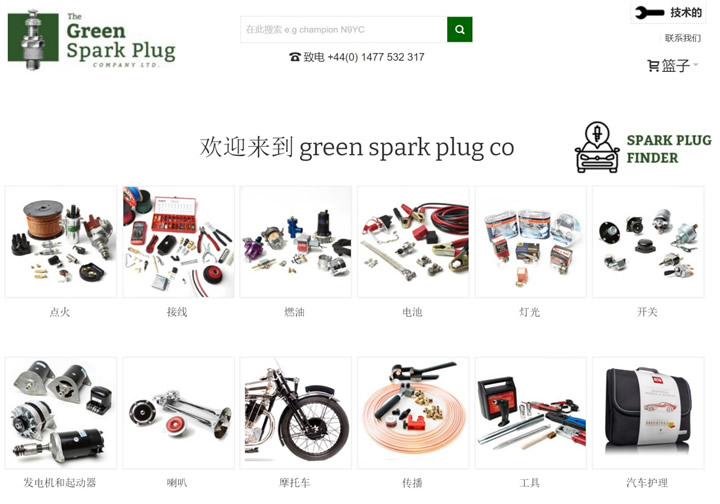 The
Green
Spark Plug
COMPANY LTD.
在此搜索 e.g champion N9YC
致电 +44(0) 1477 532 317
技术的
联系我们
篮子
欢迎来到 green spark plug co
SPARK PLUG
FINDER
点火
接线
燃油
电池
灯光
开关
发电机和起动器
喇叭
摩托车
传播
工具
汽车护理